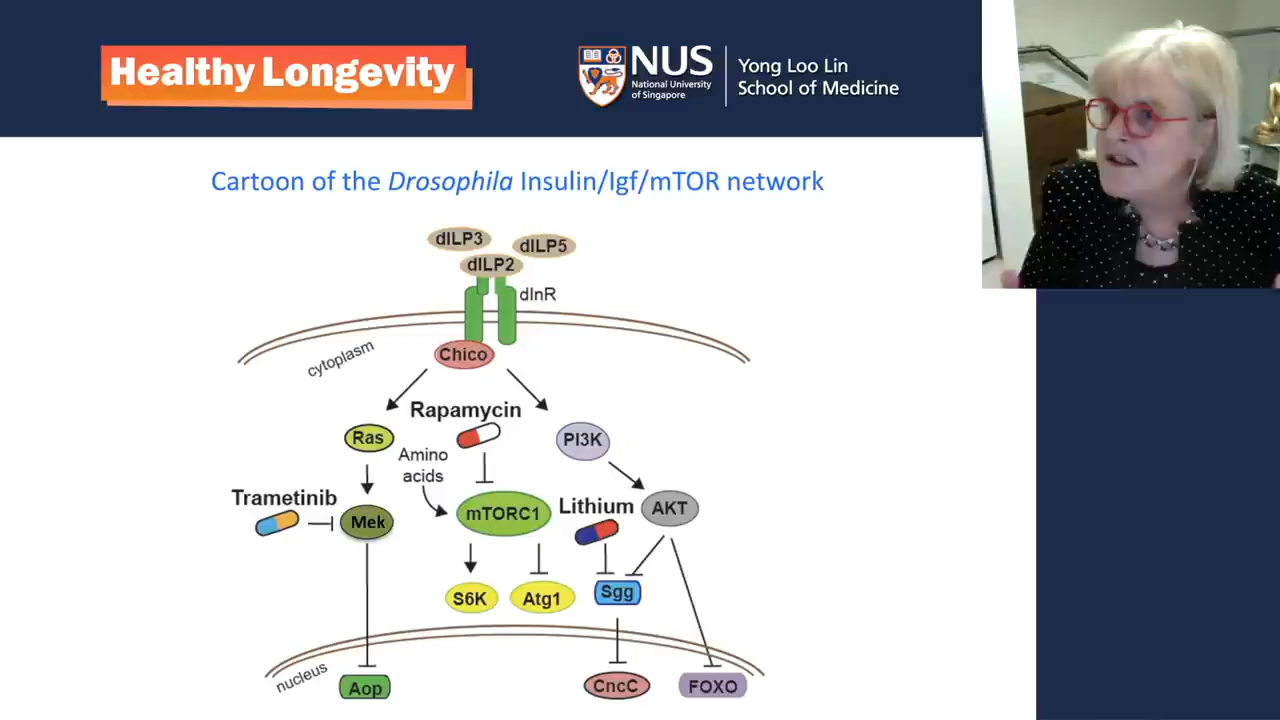 Healthy Longevity
NUS
National University
of Singapore
Yong Loo Lin
School of Medicine
Cartoon of the Drosophila Insulin/Igf/mTOR network
dILP3
dILP5
dILP2
dInR
cytoplasm
Chico
Rapamycin
Ras
PI3K
Amino
acids
Trametinib
Mek
mTORC1
Lithium
AKT
S6K
Atg1
Sgg
nucleus
Aop
CncC
FOXO